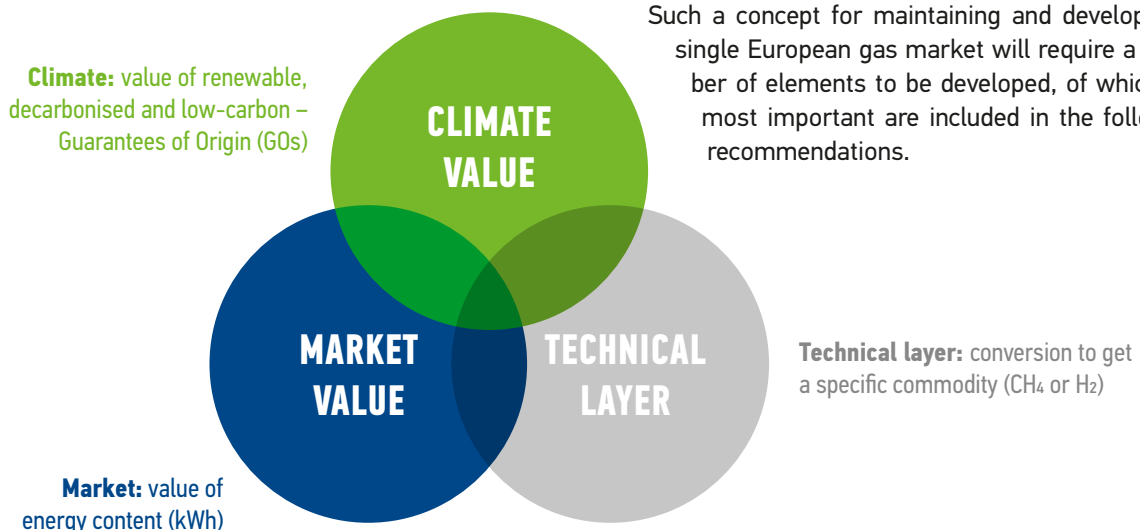 Such a concept for maintaining and develop
single European gas market will require a
ber of elements to be developed, of whic
most important are included in the follo
recommendations.
Climate: value of renewable,
decarbonised and low-carbon –
Guarantees of Origin (GOs)
CLIMATE
VALUE
MARKET
VALUE
TECHNICAL
LAYER
Technical layer: conversion to get
a specific commodity (CH₄ or H₂)
Market: value of
energy content (kWh)